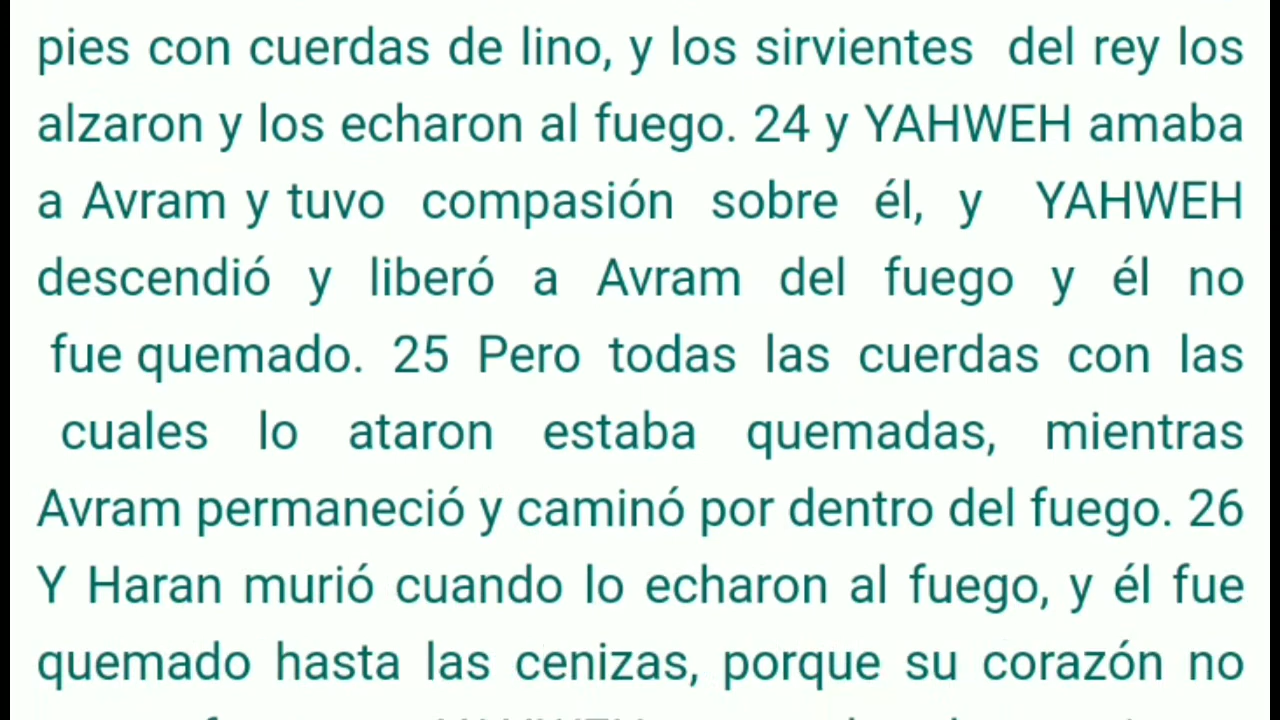 pies con cuerdas de lino, y los sirvientes del rey los
alzaron y los echaron al fuego. 24 y YAHWEH amaba
a Avram y tuvo compasión sobre él, y YAHWEH
descendió y liberó a Avram del fuego y él no
fue quemado. 25 Pero todas las cuerdas con las
cuales lo ataron estaba quemadas, mientras
Avram permaneció y caminó por dentro del fuego. 26
Y Haran murió cuando lo echaron al fuego, y él fue
quemado hasta las cenizas, porque su corazón no